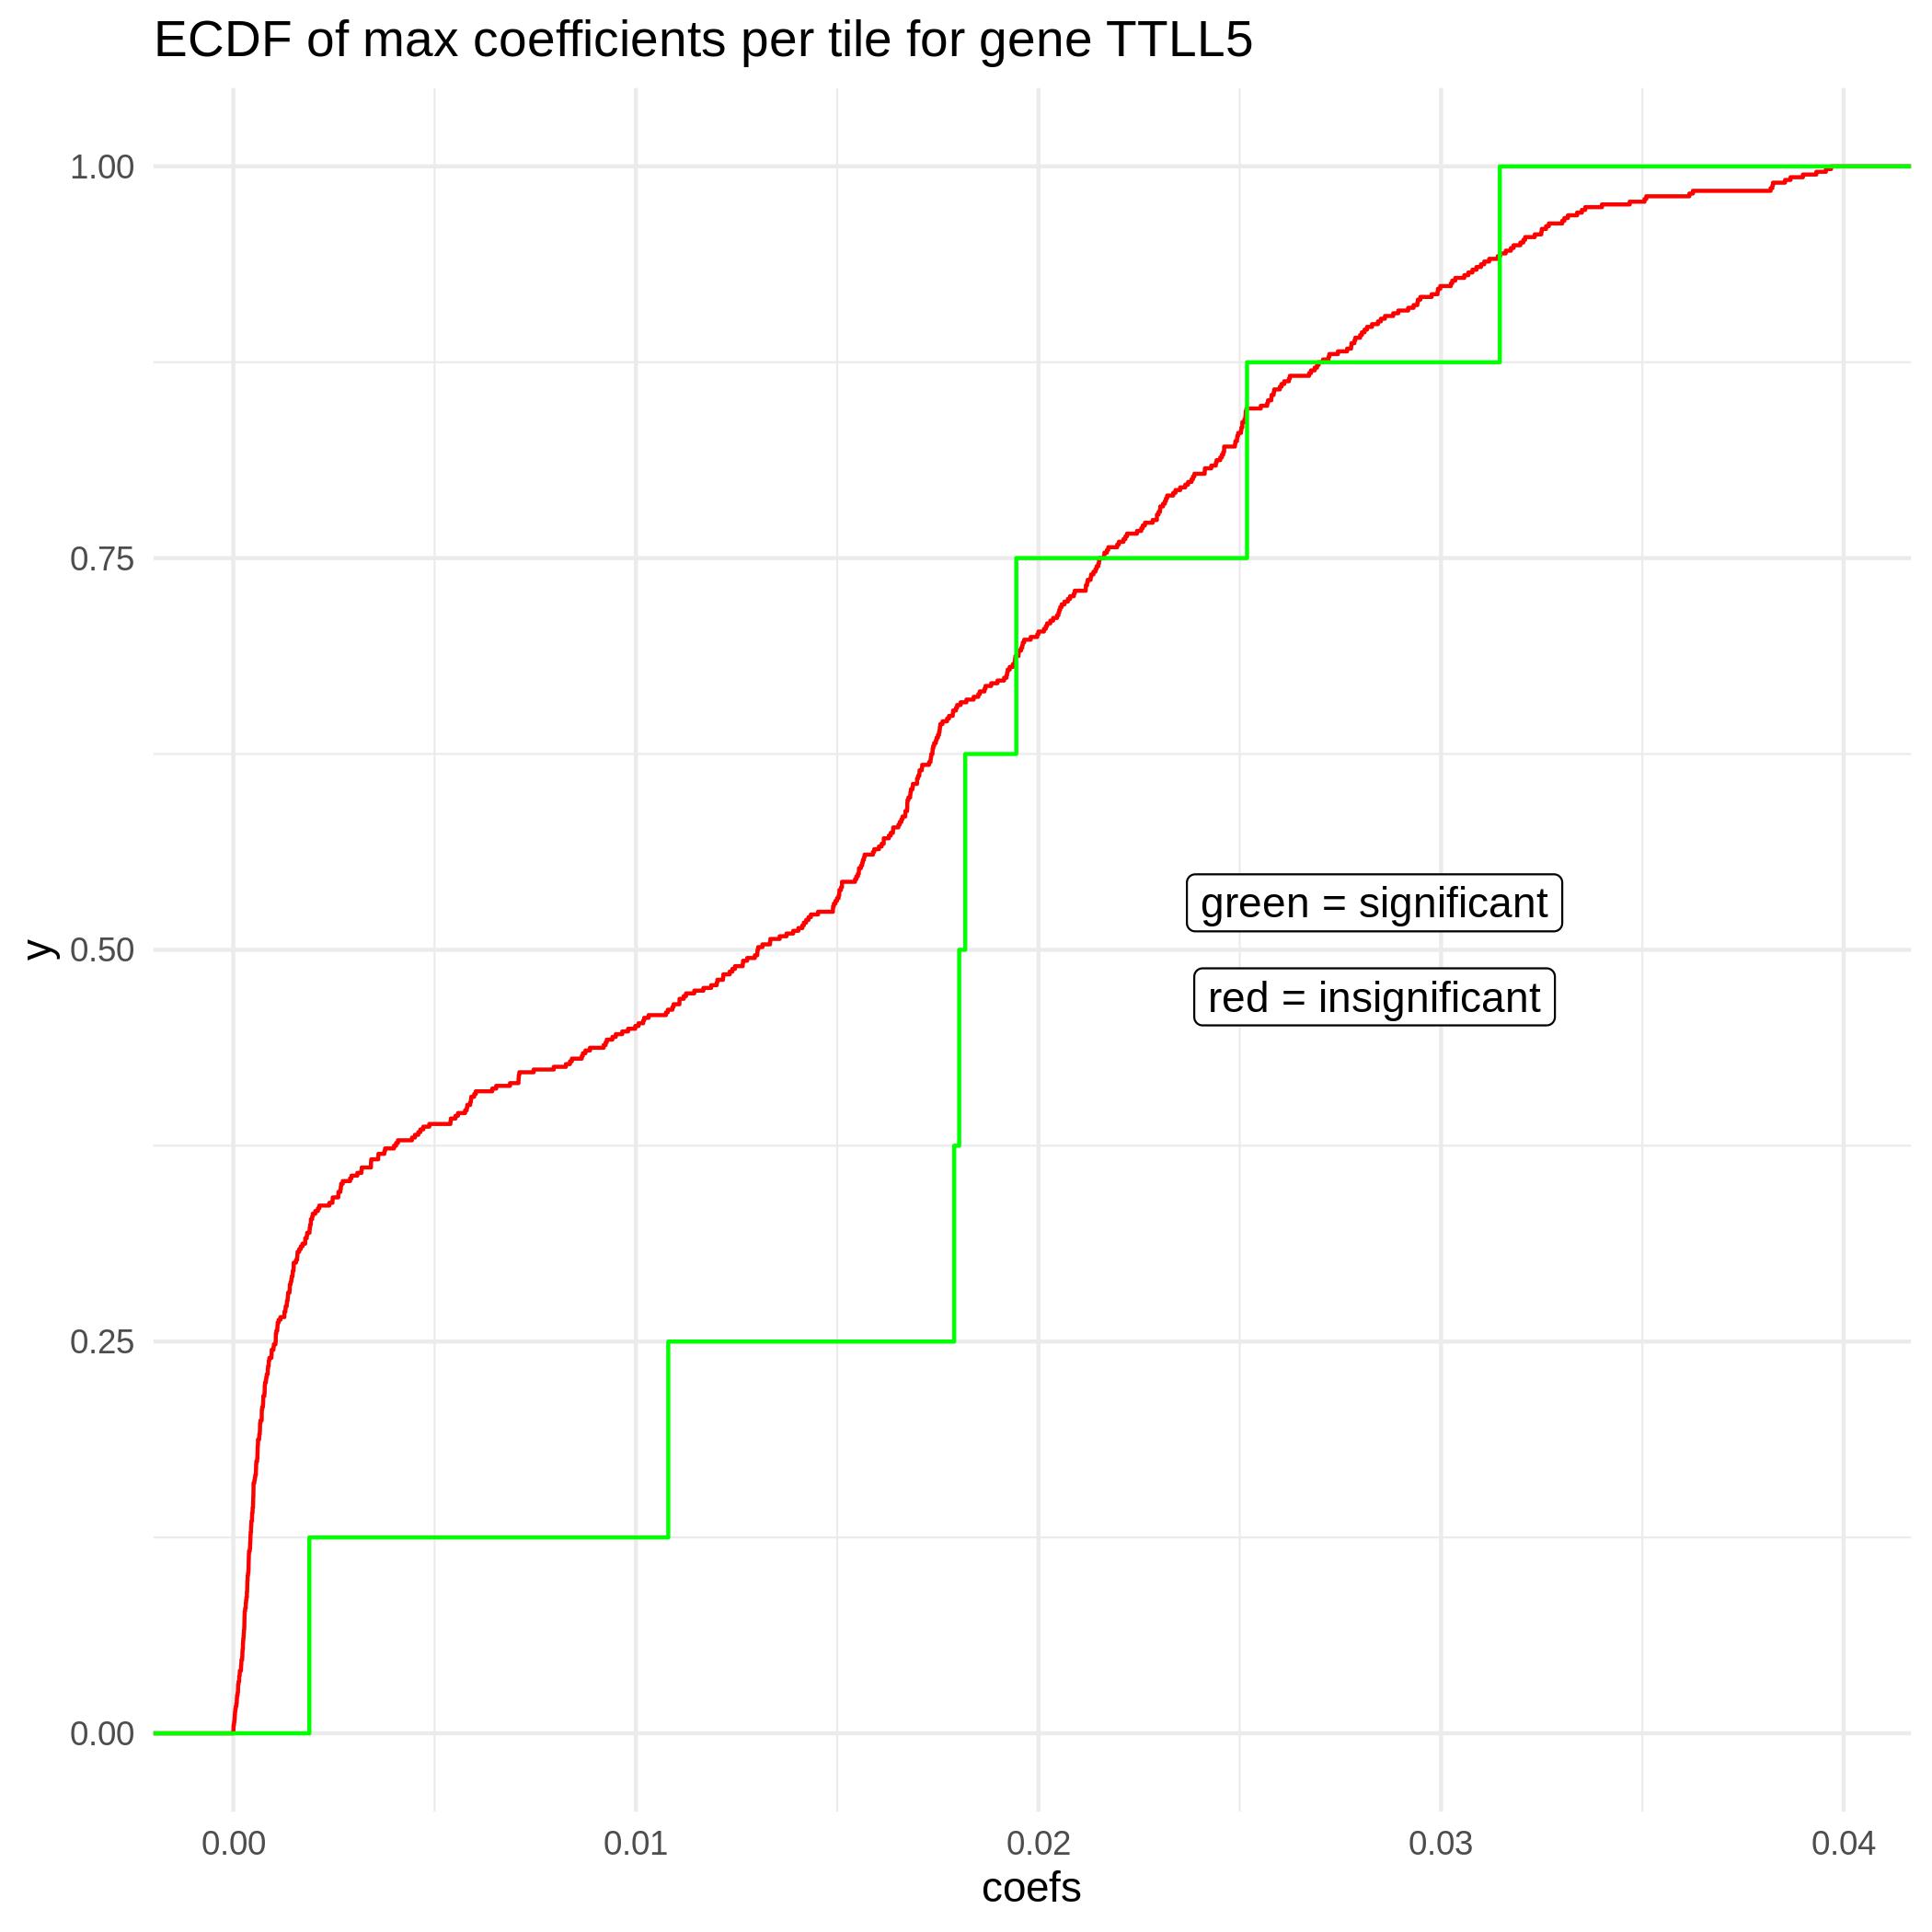 ECDF of max coefficients per tile for gene TTLL5
y
1.00
0.75
0.50
0.25
0.00
green = significant
red = insignificant
0.00 0.01 0.02 0.03 0.04
coefs